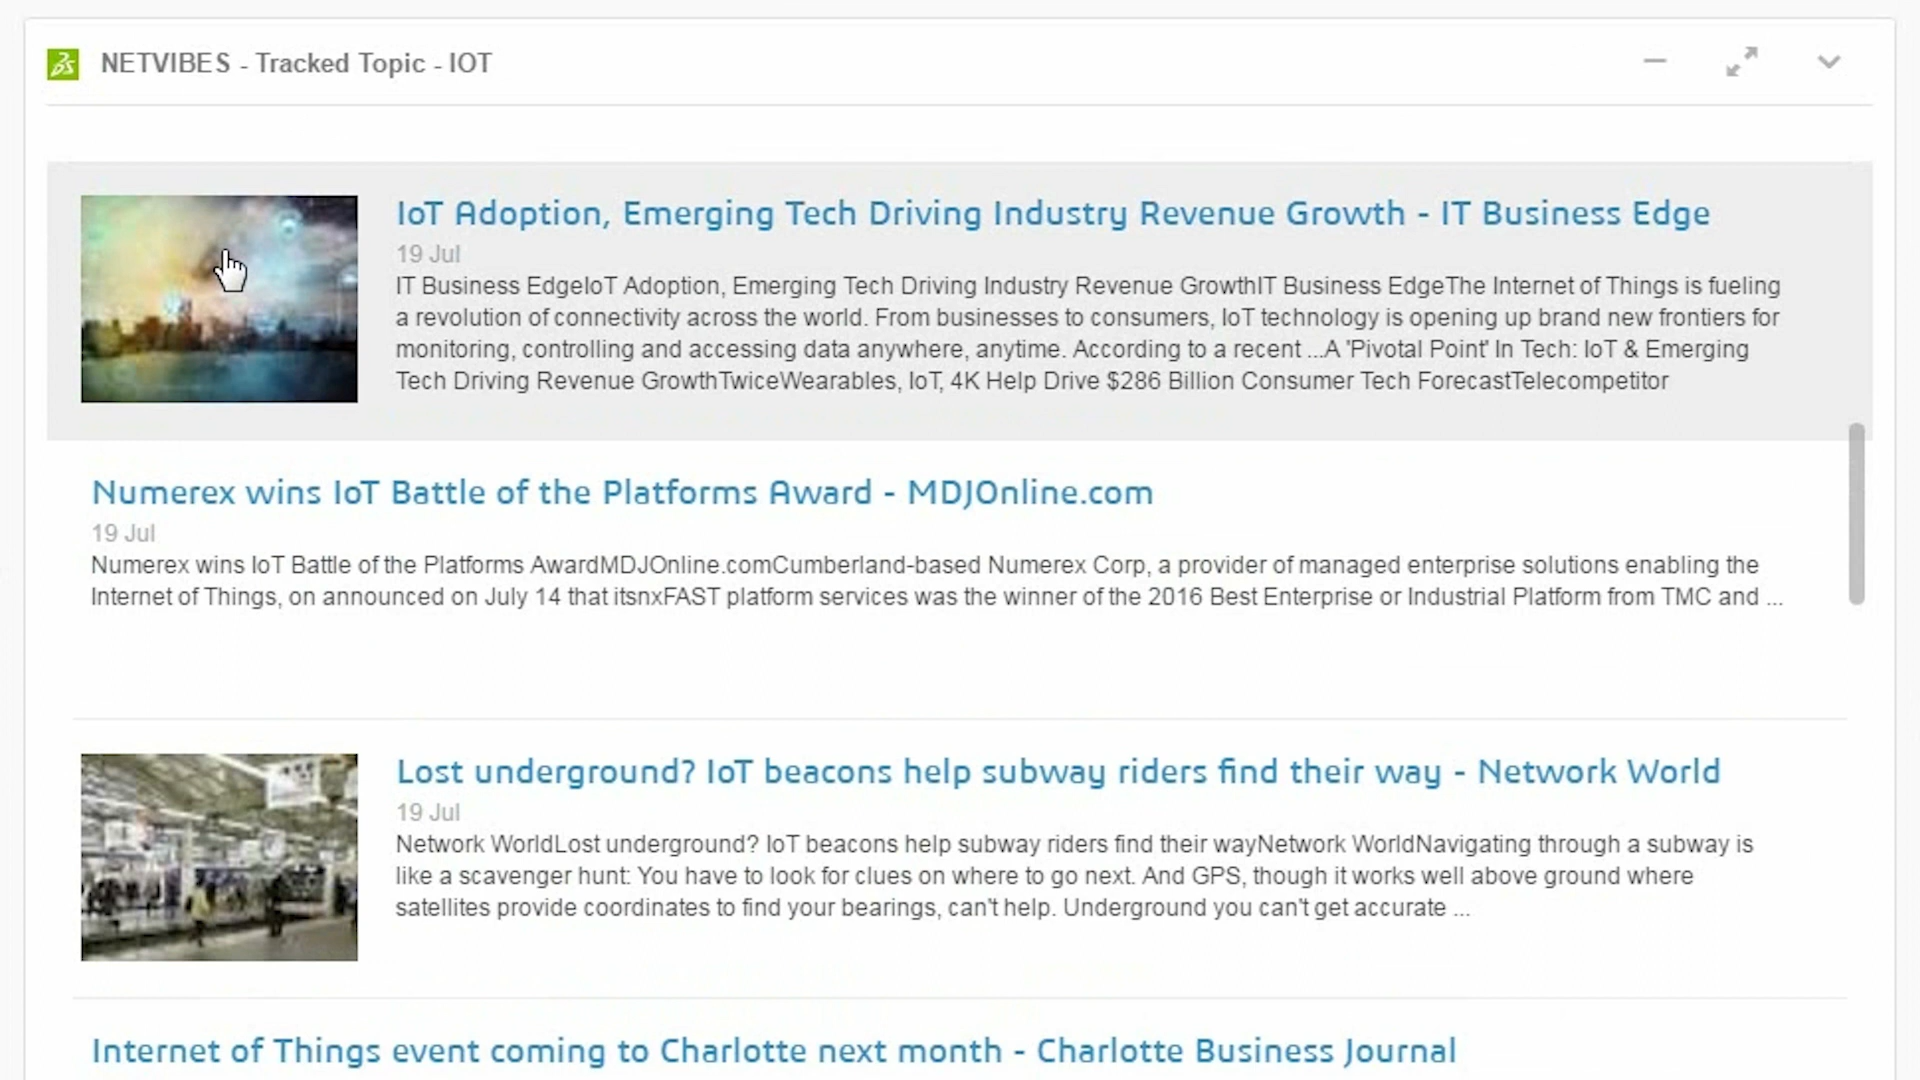 NETVIBES - Tracked Topic - IOT
IoT Adoption, Emerging Tech Driving Industry Revenue Growth - IT Business Edge
19 Jul
IT Business EdgeIoT Adoption, Emerging Tech Driving Industry Revenue GrowthIT Business EdgeThe Internet of Things is fueling
a revolution of connectivity across the world. From businesses to consumers, IoT technology is opening up brand new frontiers for
monitoring, controlling and accessing data anywhere, anytime. According to a recent ...A 'Pivotal Point' In Tech: IoT & Emerging
Tech Driving Revenue GrowthTwiceWearables, IoT, 4K Help Drive $286 Billion Consumer Tech ForecastTelecompetitor
Numerex wins IoT Battle of the Platforms Award - MDJOnline.com
19 Jul
Numerex wins IoT Battle of the Platforms AwardMDJOnline.comCumberland-based Numerex Corp, a provider of managed enterprise solutions enabling the
Internet of Things, on announced on July 14 that itsnxFAST platform services was the winner of the 2016 Best Enterprise or Industrial Platform from TMC and ...
Lost underground? IoT beacons help subway riders find their way - Network World
19 Jul
Network WorldLost underground? IoT beacons help subway riders find their wayNetwork WorldNavigating through a subway is
like a scavenger hunt: You have to look for clues on where to go next. And GPS, though it works well above ground where
satellites provide coordinates to find your bearings, can't help. Underground you can't get accurate ...
Internet of Things event coming to Charlotte next month - Charlotte Business Journal